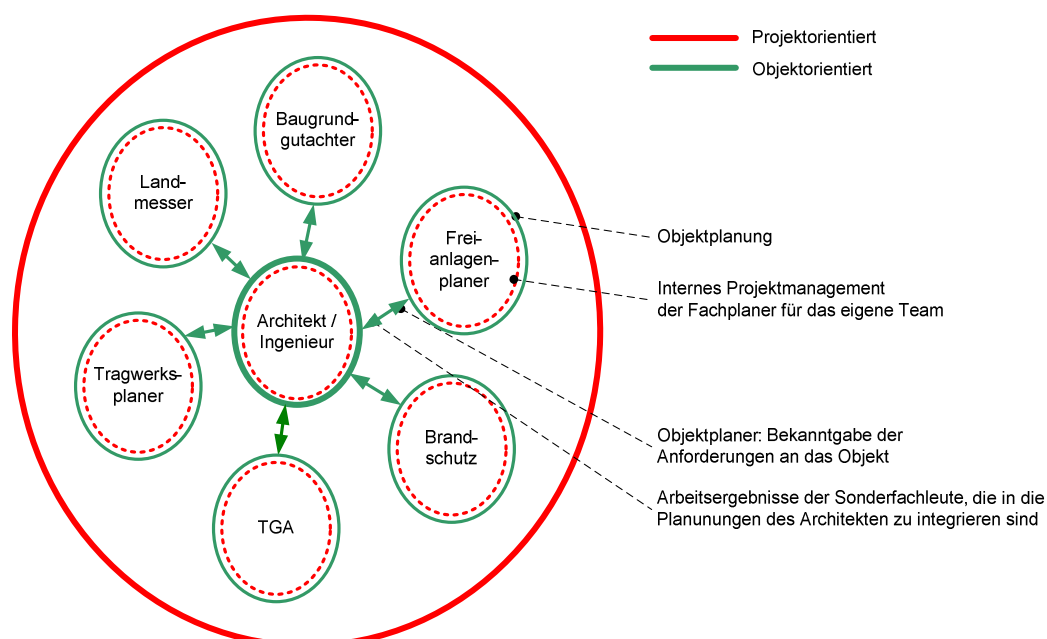 Projektorientiert
Objektorientiert
Baugrund-
gutachter
Land-
messer
Frei-
anlagen-
planer
Architekt /
Ingenieur
Tragwerks-
planer
Brand-
schutz
TGA
Objektplanung
Internes Projektmanagement
der Fachplaner für das eigene Team
Objektplaner: Bekanntgabe der
Anforderungen an das Objekt
Arbeitsergebnisse der Sonderfachleute, die in die
Planunungen des Architekten zu integrieren sind